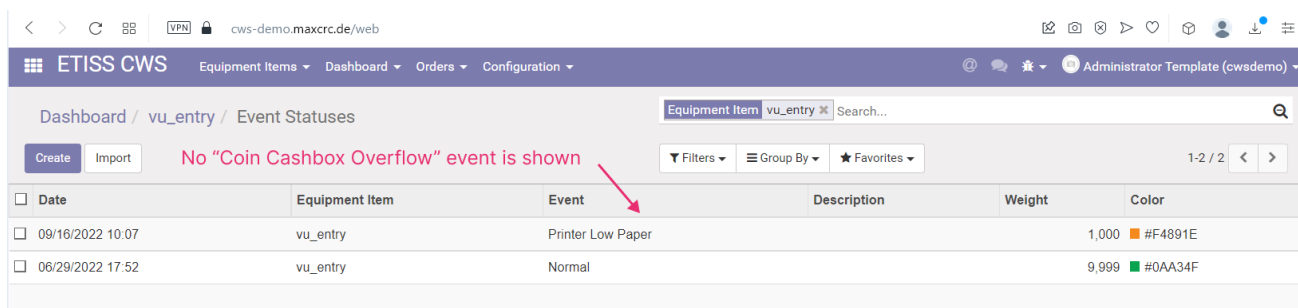 VPN cws-demo.maxcrc.de/web
ETISS CWS Equipment Items Dashboard Orders Configuration @ Administrator Template (cwsdemo)
Dashboard / vu_entry / Event Statuses Equipment Item vu_entry Search...
Create Import No “Coin Cashbox Overflow” event is shown Filters Group By Favorites 1-2 / 2
Date Equipment Item Event Description Weight Color
09/16/2022 10:07 vu_entry Printer Low Paper 1,000 #F4891E
06/29/2022 17:52 vu_entry Normal 9,999 #0AA34F